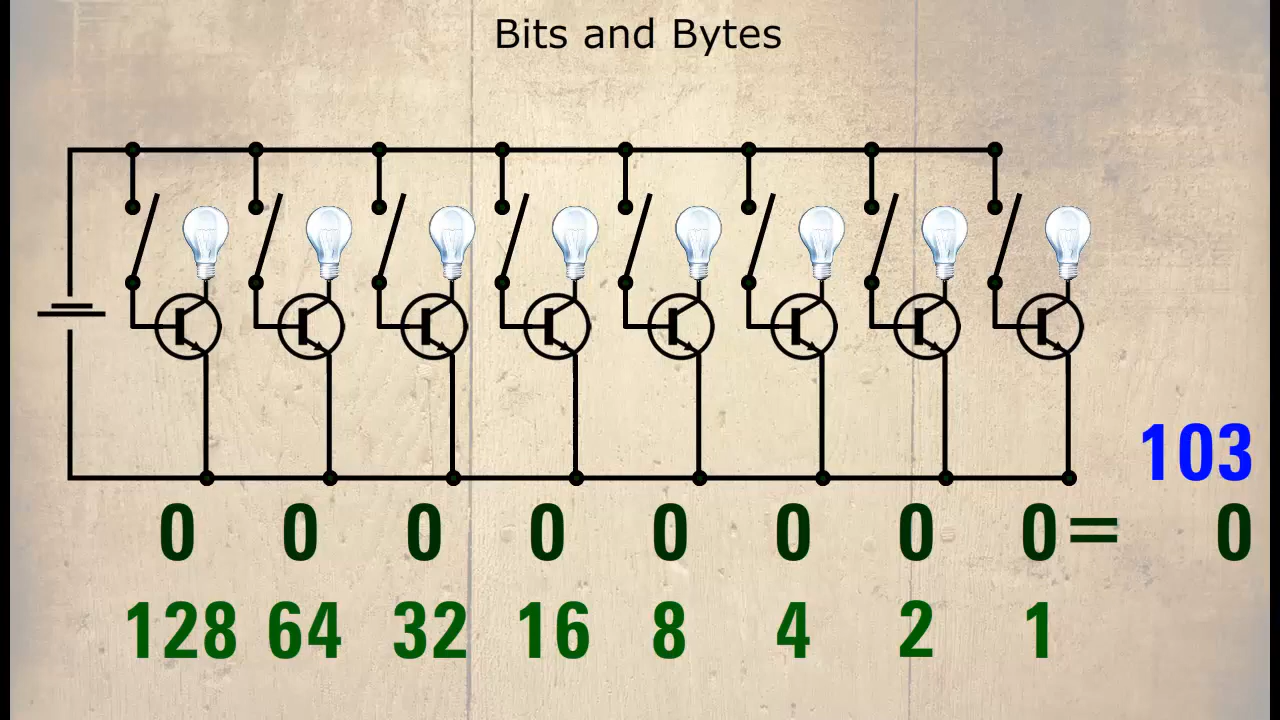 Bits and Bytes
103
0 0 0 0 0 0 0 0 = 0
128 64 32 16 8 4 2 1